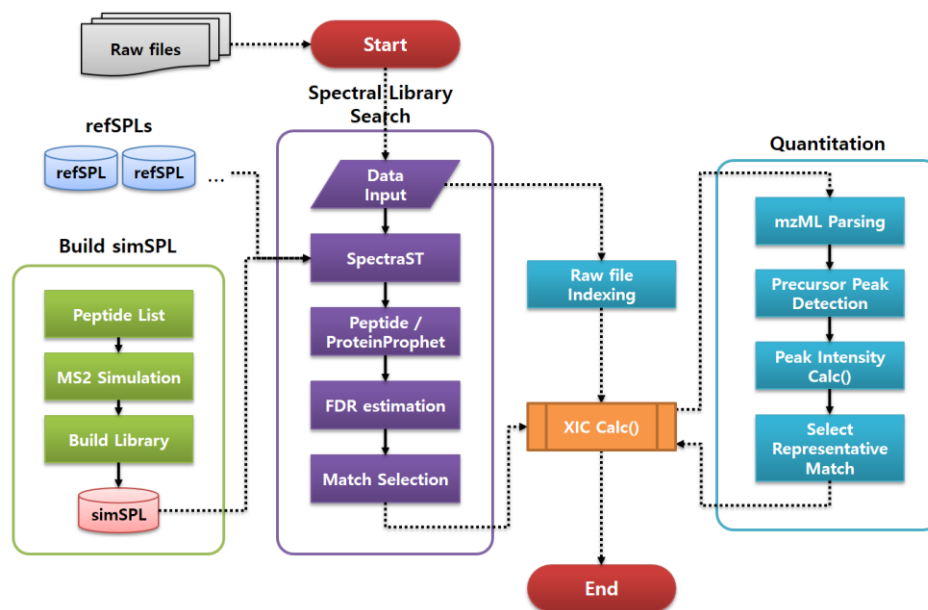 Raw files
Start
Spectral Library
Search
refSPLs
refSPL
refSPL
...
Data
Input
SpectraST
Peptide /
ProteinProphet
FDR estimation
Match Selection
Build simSPL
Peptide List
MS2 Simulation
Build Library
simSPL
Raw file
Indexing
XIC Calc()
End
Quantitation
mzML Parsing
Precursor Peak
Detection
Peak Intensity
Calc()
Select
Representative
Match